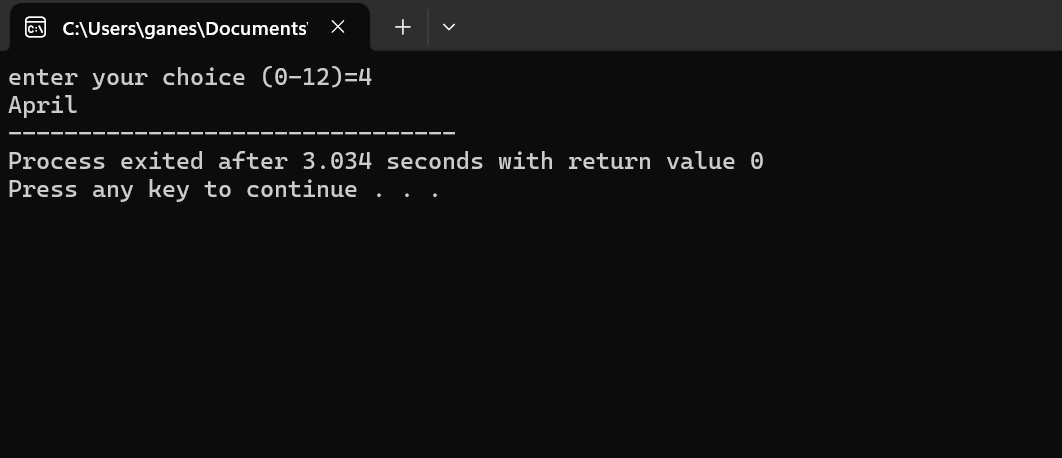 C:\Users\ganes\Documents\
enter your choice (0-12)=4
April
--------------------------------
Process exited after 3.034 seconds with return value 0
Press any key to continue . . .